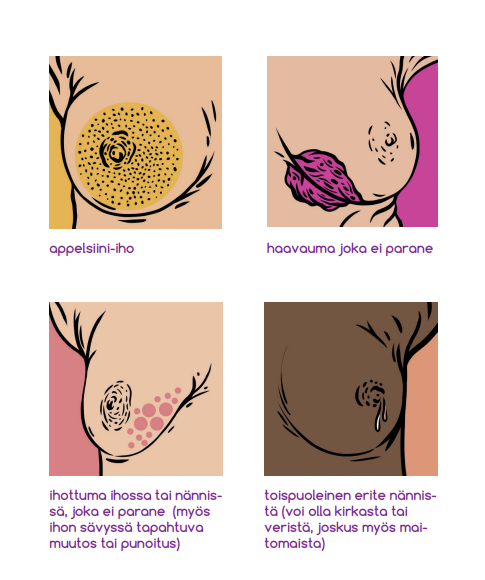 appelsiini-iho
haavauma joka ei parane
ihottuma ihossa tai nännis-
sä, joka ei parane (myös
ihon sävyssä tapahtuva
muutos tai punoitus)
toispuoleinen erite nännis-
tä (voi olla kirkasta tai
veristä, joskus myös mai-
tomaista)